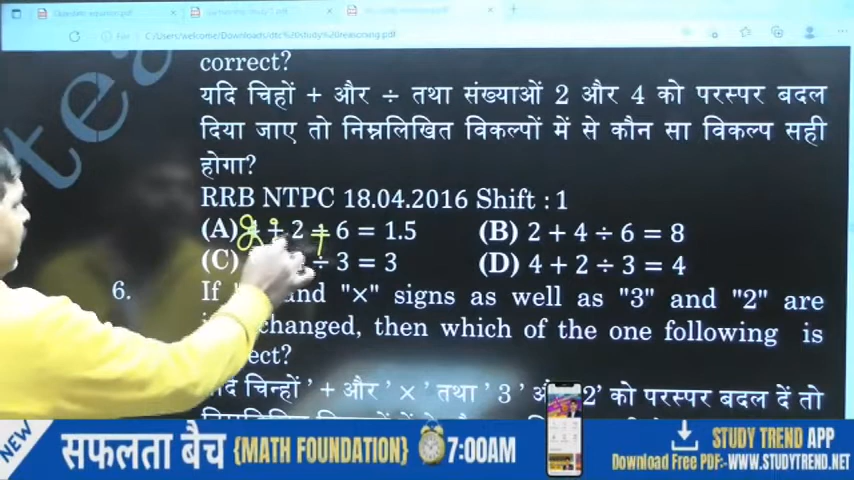 correct?
यदि चिहों + और ÷ तथा संख्याओं 2 और 4 को परस्पर बदल
दिया जाए तो निम्नलिखित विकल्पों में से कौन सा विकल्प सही
होगा?
RRB NTPC 18.04.2016 Shift : 1
(A) 4 ÷ 2 + 6 = 1.5 (B) 2 + 4 ÷ 6 = 8
(C) ÷ 3 = 3 (D) 4 + 2 ÷ 3 = 4
6. If and "×" signs as well as "3" and "2" are
changed, then which of the one following is
यदि चिन्हों ' + और ' × ' तथा ' 3 ' 2' को परस्पर बदल दें तो
NEW
सफलता बैच {MATH FOUNDATION} 7:00AM
STUDY TREND APP
Download Free PDF:-WWW.STUDYTREND.NET